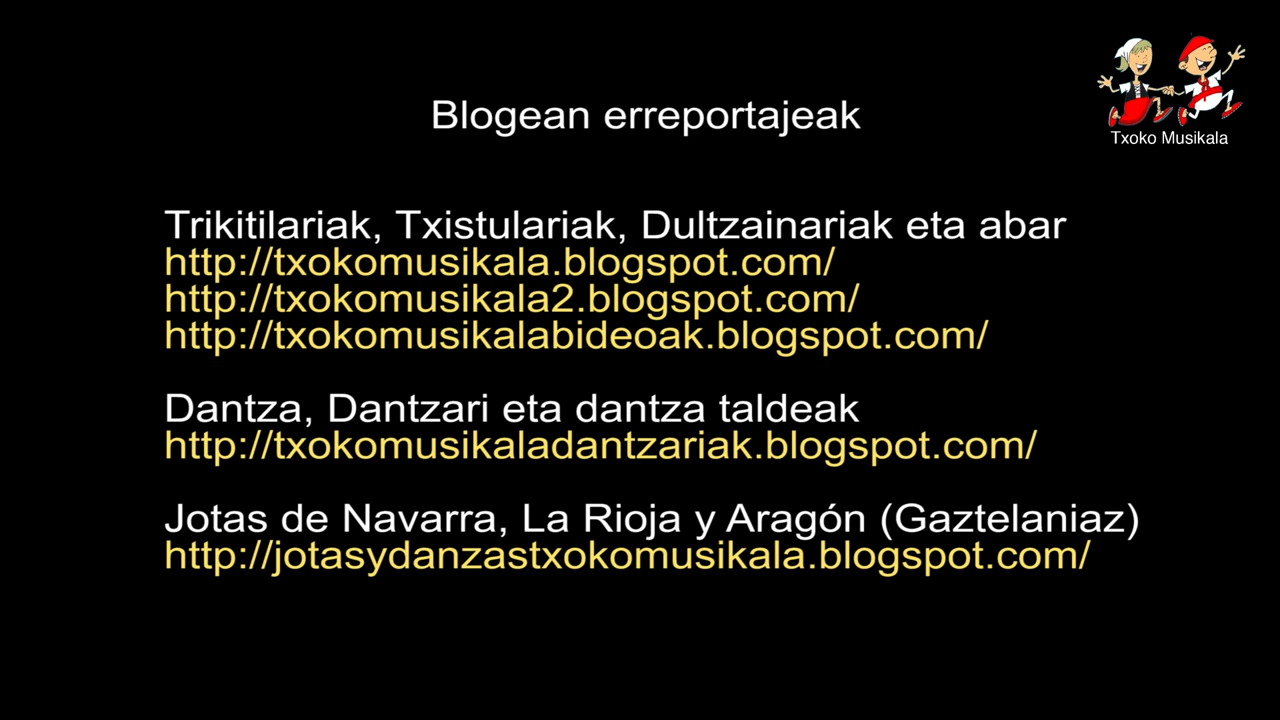 Txoko Musikala
Blogean erreportajeak
Trikitilariak, Txistulariak, Dultzainariak eta abar
http://txokomusikala.blogspot.com/
http://txokomusikala2.blogspot.com/
http://txokomusikalabideoak.blogspot.com/
Dantza, Dantzari eta dantza taldeak
http://txokomusikaladantzariak.blogspot.com/
Jotas de Navarra, La Rioja y Aragón (Gaztelaniaz)
http://jotasydanzastxokomusikala.blogspot.com/